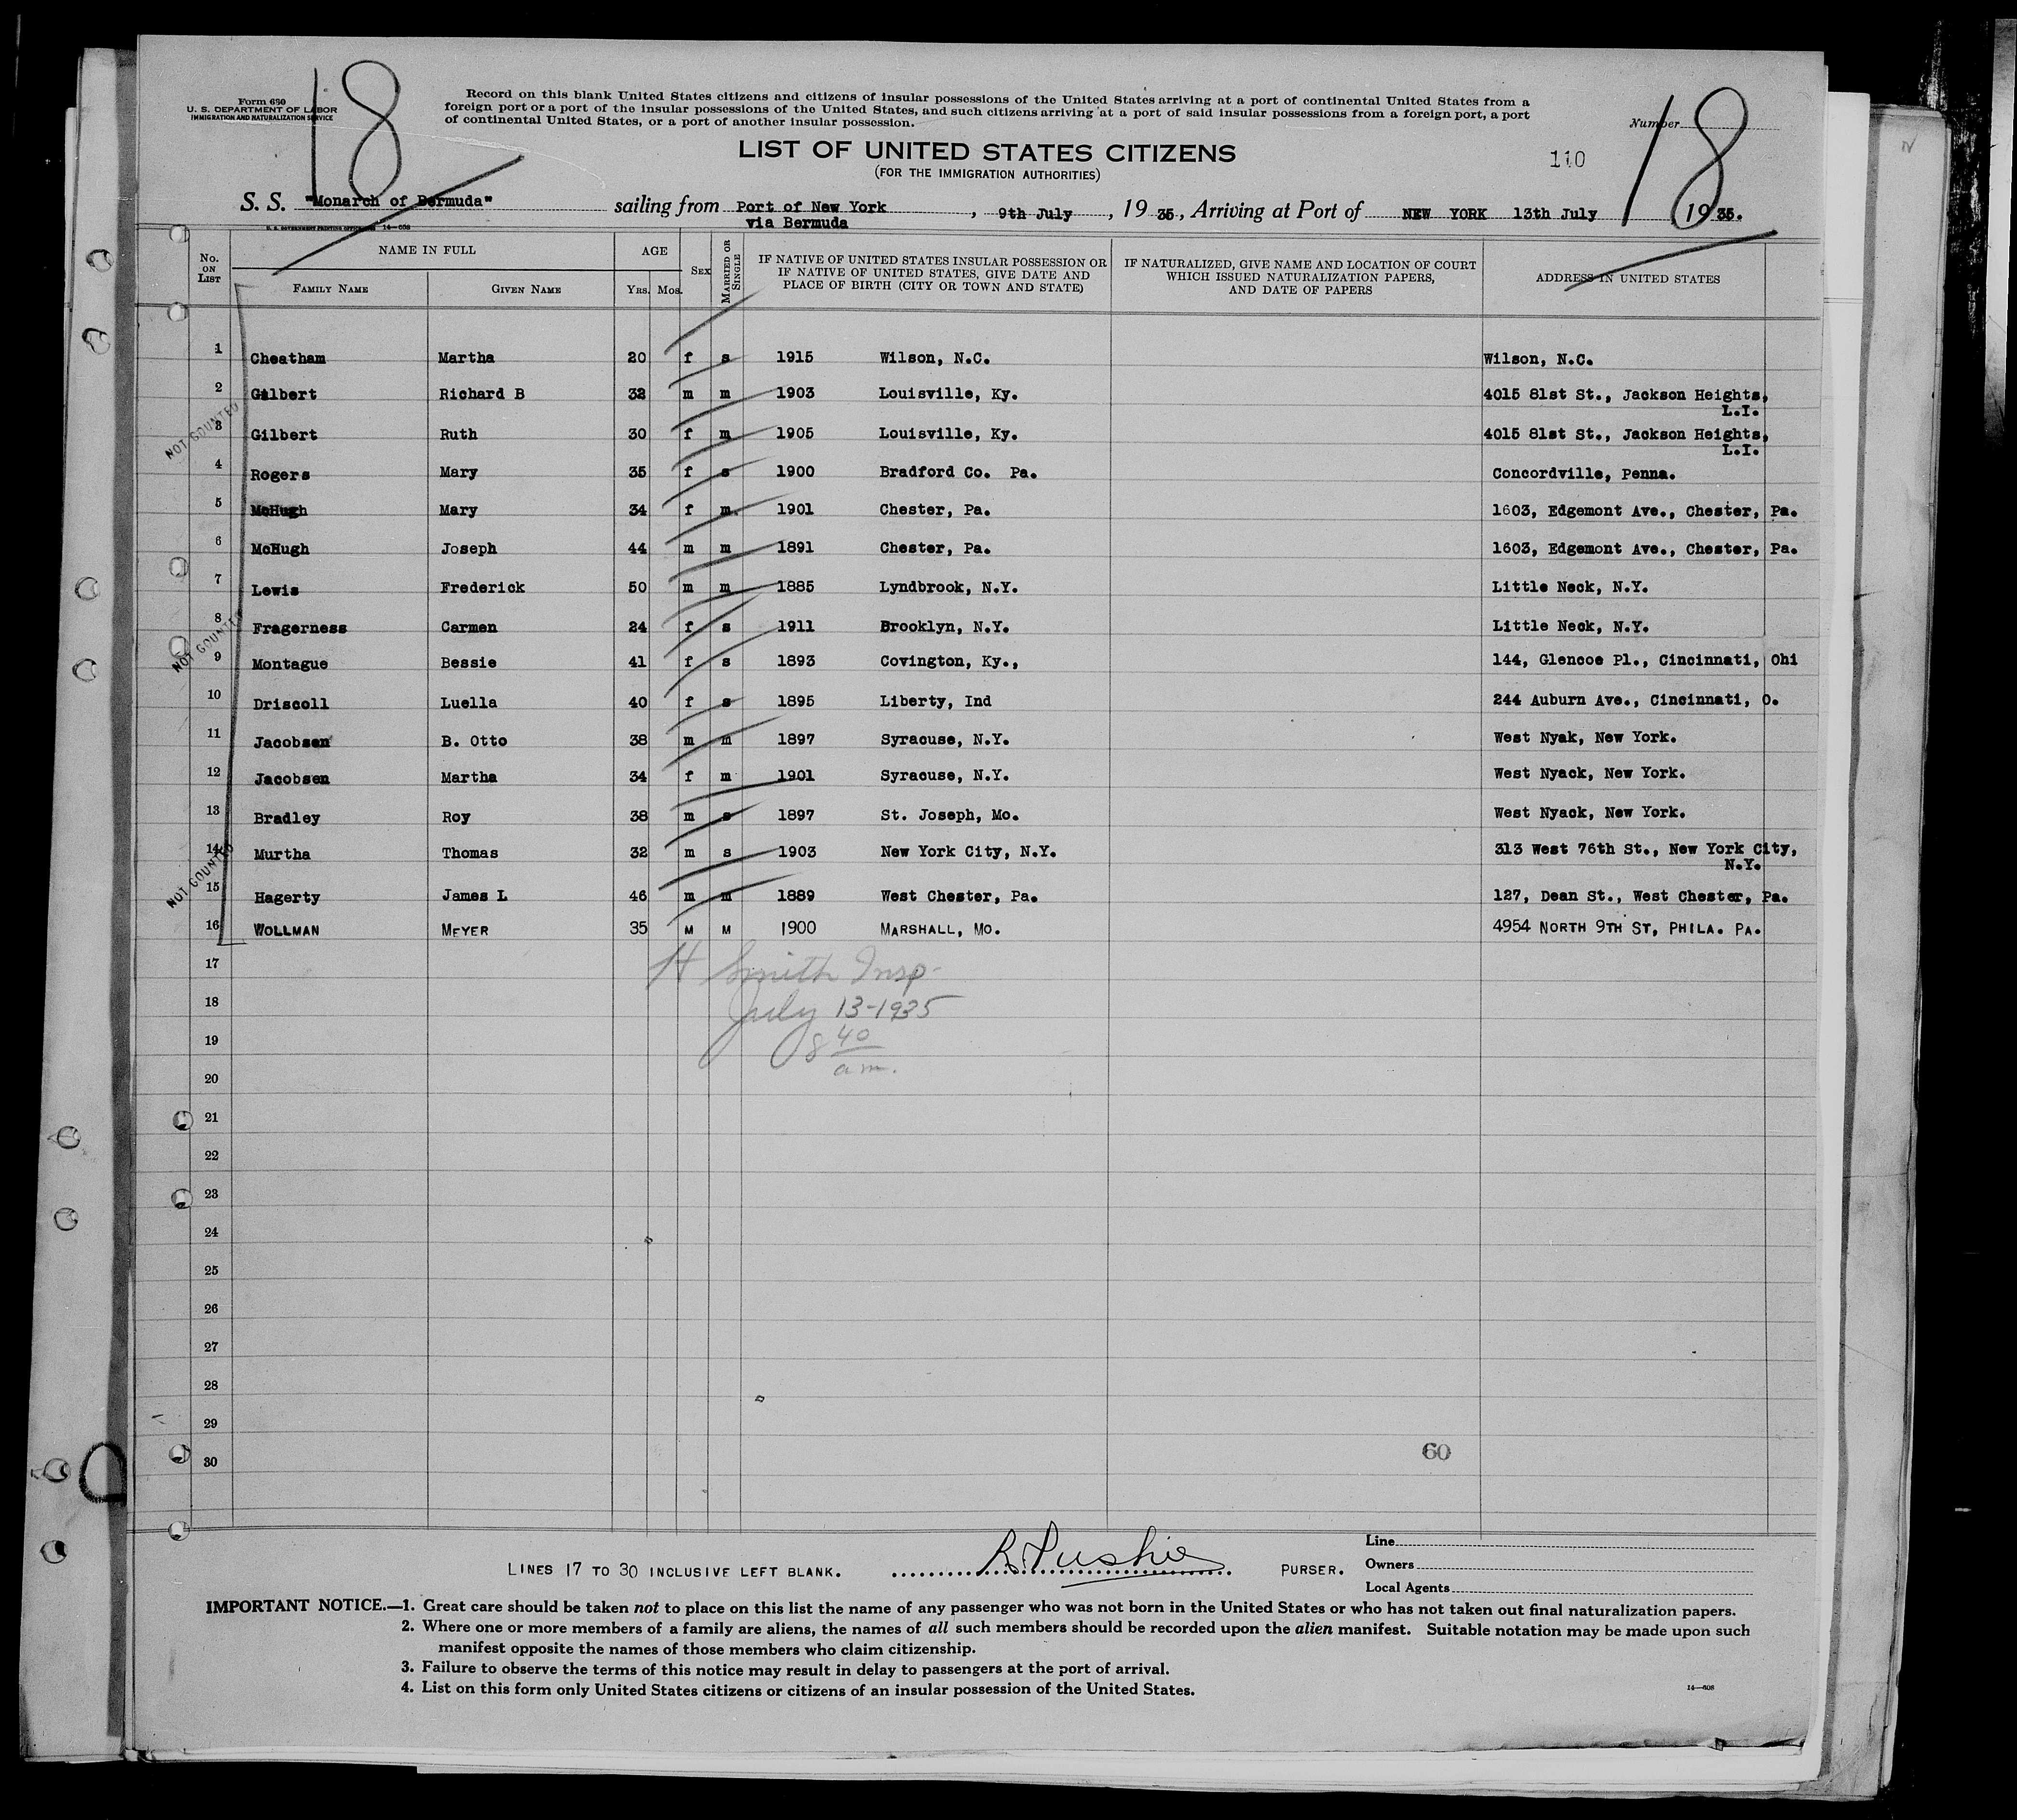 18
18
Form 630
U. S. DEPARTMENT OF LABOR
IMMIGRATION AND NATURALIZATION SERVICE
Record on this blank United States citizens and citizens of insular possessions of the United States arriving at a port of continental United States from a
foreign port or a port of the insular possessions of the United States, and such citizens arriving at a port of said insular possessions from a foreign port, a port
of continental United States, or a port of another insular possession.
Number
LIST OF UNITED STATES CITIZENS
110
(FOR THE IMMIGRATION AUTHORITIES)
S. S. "Monarch of Bermuda" sailing from Port of New York, 9th July, 19 35, Arriving at Port of NEW YORK 13th July 19 35.
via Bermuda
U. S. GOVERNMENT PRINTING OFFICE 14—608
No. ON LIST NAME IN FULL AGE SEX MARRIED OR SINGLE IF NATIVE OF UNITED STATES INSULAR POSSESSION OR IF NATIVE OF UNITED STATES, GIVE DATE AND PLACE OF BIRTH (CITY OR TOWN AND STATE) IF NATURALIZED, GIVE NAME AND LOCATION OF COURT WHICH ISSUED NATURALIZATION PAPERS, AND DATE OF PAPERS ADDRESS IN UNITED STATES
FAMILY NAME GIVEN NAME YRS. MOS.
1 Cheatham Martha 20 f s 1915 Wilson, N.C. Wilson, N.C.
2 Gilbert Richard B 32 m m 1903 Louisville, Ky. 4015 81st St., Jackson Heights,
L.I.
NOT COUNTED
3 Gilbert Ruth 30 f m 1905 Louisville, Ky. 4015 81st St., Jackson Heights,
L.I.
4 Rogers Mary 35 f s 1900 Bradford Co. Pa. Concordville, Penna.
5 McHugh Mary 34 f m. 1901 Chester, Pa. 1603, Edgemont Ave., Chester, Pa.
6 McHugh Joseph 44 m m 1891 Chester, Pa. 1603, Edgemont Ave., Chester, Pa.
7 Lewis Frederick 50 m m 1885 Lyndbrook, N.Y. Little Neck, N.Y.
8 Fragerness Carmen 24 f s 1911 Brooklyn, N.Y. Little Neck, N.Y.
NOT COUNTED
9 Montague Bessie 41 f s 1893 Covington, Ky., 144, Glencoe Pl., Cincinnati, Ohi
10 Driscoll Luella 40 f s 1895 Liberty, Ind 244 Auburn Ave., Cincinnati, O.
11 Jacobsen B. Otto 38 m m 1897 Syracuse, N.Y. West Nyak, New York.
12 Jacobsen Martha 34 f m 1901 Syracuse, N.Y. West Nyack, New York.
13 Bradley Roy 38 m s 1897 St. Joseph, Mo. West Nyack, New York.
14 Murtha Thomas 32 m s 1903 New York City, N.Y. 313 West 76th St., New York City,
N.Y.
NOT COUNTED
15 Hagerty James L 46 m m 1889 West Chester, Pa. 127, Dean St., West Chester, Pa.
16 WOLLMAN MEYER 35 M M 1900 MARSHALL, MO. 4954 NORTH 9TH ST, PHILA. PA.
17 H Smith Insp-
18 July 13-1935
19 8 40
20 a.m.
21
22
23
24
25
26
27
28
29
60
30
Line
LINES 17 TO 30 INCLUSIVE LEFT BLANK. R Pushie PURSER.
Owners
Local Agents
IMPORTANT NOTICE.—1. Great care should be taken not to place on this list the name of any passenger who was not born in the United States or who has not taken out final naturalization papers.
2. Where one or more members of a family are aliens, the names of all such members should be recorded upon the alien manifest. Suitable notation may be made upon such
manifest opposite the names of those members who claim citizenship.
3. Failure to observe the terms of this notice may result in delay to passengers at the port of arrival.
4. List on this form only United States citizens or citizens of an insular possession of the United States.
14—608